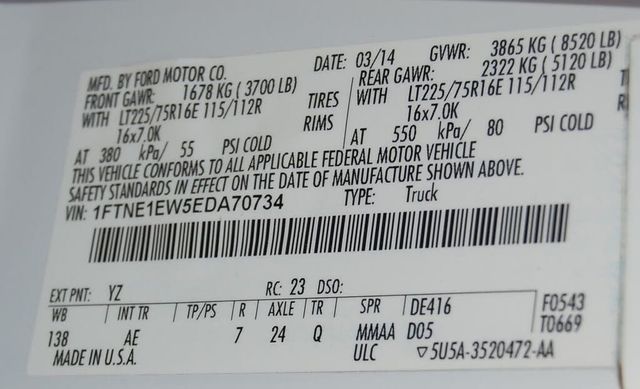 MFD. BY FORD MOTOR CO. DATE: 03/14 GVWR: 3865 KG ( 8520 LB)
FRONT GAWR: 1678 KG ( 3700 LB) REAR GAWR: 2322 KG ( 5120 LB)
WITH LT225/75R16E 115/112R TIRES WITH LT225/75R16E 115/112R
16x7.0K RIMS 16x7.0K
AT 380 kPa/ 55 PSI COLD AT 550 kPa/ 80 PSI COLD
THIS VEHICLE CONFORMS TO ALL APPLICABLE FEDERAL MOTOR VEHICLE
SAFETY STANDARDS IN EFFECT ON THE DATE OF MANUFACTURE SHOWN ABOVE.
VIN: 1FTNE1EW5EDA70734 TYPE: Truck
EXT PNT: YZ RC: 23 DSO:
WB INT TR TP/PS R AXLE TR SPR DE416 F0543
138 AE 7 24 Q MMAA D05 T0669
MADE IN U.S.A. ULC ▽5U5A-3520472-AA